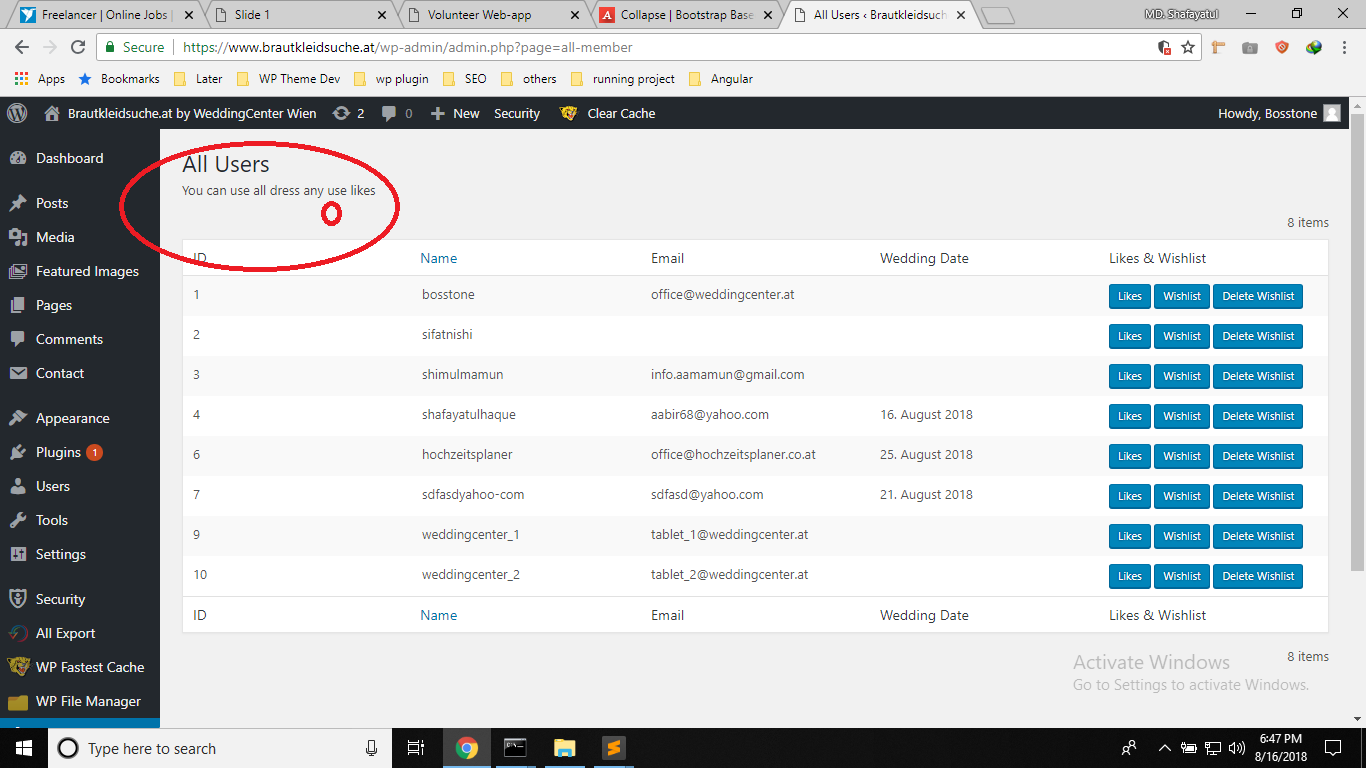 Freelancer | Online Jobs |
Slide 1
Volunteer Web-app
Collapse | Bootstrap Base
All Users ‹ Brautkleidsuch
MD. Shafayatul
Secure
https://www.brautkleidsuche.at/wp-admin/admin.php?page=all-member
Apps
Bookmarks
Later
WP Theme Dev
wp plugin
SEO
others
running project
Angular
Brautkleidsuche.at by WeddingCenter Wien
2
0
New
Security
Clear Cache
Howdy, Bosstone
Dashboard
Posts
Media
Featured Images
Pages
Comments
Contact
Appearance
Plugins 1
Users
Tools
Settings
Security
All Export
WP Fastest Cache
WP File Manager
All Users
You can use all dress any use likes
8 items
ID Name Email Wedding Date Likes & Wishlist
1 bosstone office@weddingcenter.at Likes Wishlist Delete Wishlist
2 sifatnishi Likes Wishlist Delete Wishlist
3 shimulmamun info.aamamun@gmail.com Likes Wishlist Delete Wishlist
4 shafayatulhaque aabir68@yahoo.com 16. August 2018 Likes Wishlist Delete Wishlist
6 hochzeitsplaner office@hochzeitsplaner.co.at 25. August 2018 Likes Wishlist Delete Wishlist
7 sdfasdyahoo-com sdfasd@yahoo.com 21. August 2018 Likes Wishlist Delete Wishlist
9 weddingcenter_1 tablet_1@weddingcenter.at Likes Wishlist Delete Wishlist
10 weddingcenter_2 tablet_2@weddingcenter.at Likes Wishlist Delete Wishlist
ID Name Email Wedding Date Likes & Wishlist
8 items
Activate Windows
Go to Settings to activate Windows.
Type here to search
6:47 PM
8/16/2018